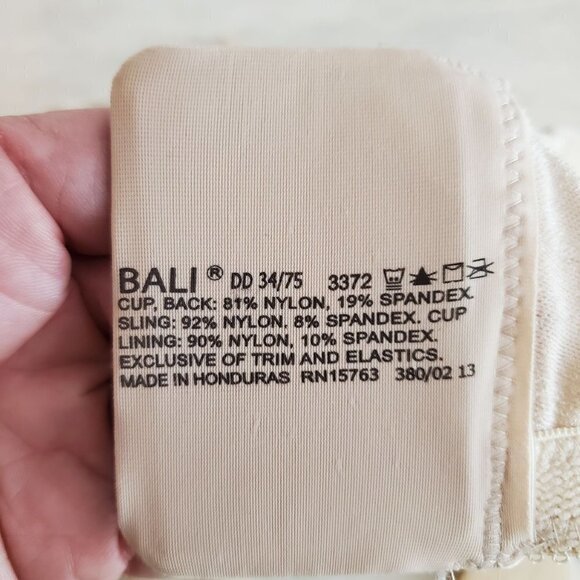 BALI® DD 34/75 3372
CUP, BACK: 81% NYLON, 19% SPANDEX.
SLING: 92% NYLON, 8% SPANDEX. CUP
LINING: 90% NYLON, 10% SPANDEX.
EXCLUSIVE OF TRIM AND ELASTICS.
MADE IN HONDURAS RN15763 380/02 13